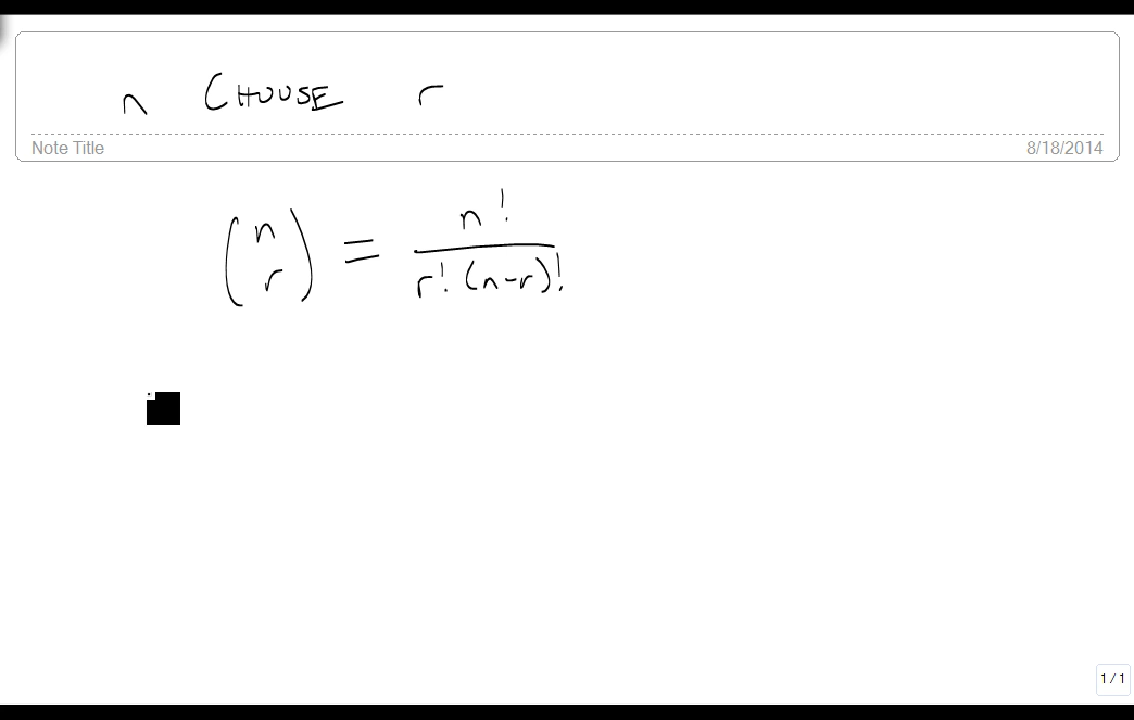 n CHOOSE r
Note Title
8/18/2014
(n r) = n! / r! (n-r)!
1/1